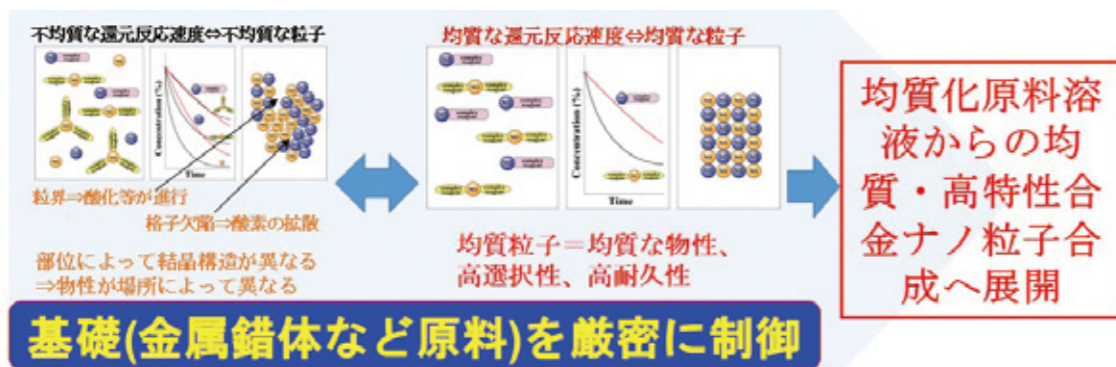 不均質な還元反応速度⇔不均質な粒子
Concentration (%)
Time
粒界⇒酸化等が進行
格子欠陥⇒酸素の拡散
部位によって結晶構造が異なる
⇒物性が場所によって異なる
均質な還元反応速度⇔均質な粒子
Concentration (%)
Time
均質粒子＝均質な物性、
高選択性、高耐久性
均質化原料溶
液からの均
質・高特性合
金ナノ粒子合
成へ展開
基礎(金属錯体など原料)を厳密に制御